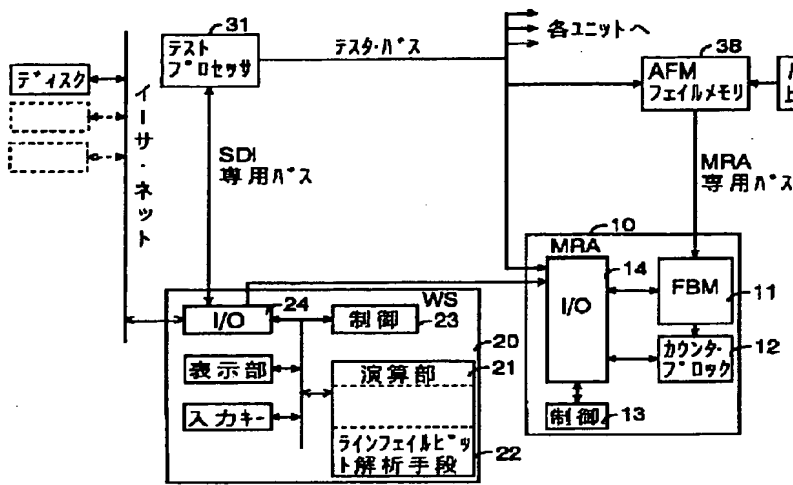 31
テスト
プロセッサ
テスタ・バス
各ユニットへ
38
AFM
フェイルメモリ
ディスク
イーサ・ネット
SDI
専用バス
MRA
専用バス
10
MRA
14
I/O
FBM
11
カウンタ・
ブロック
12
制御
13
WS
I/O
24
制御
23
20
表示部
演算部
21
入力キー
ラインフェイルビッ
ト解析手段
22